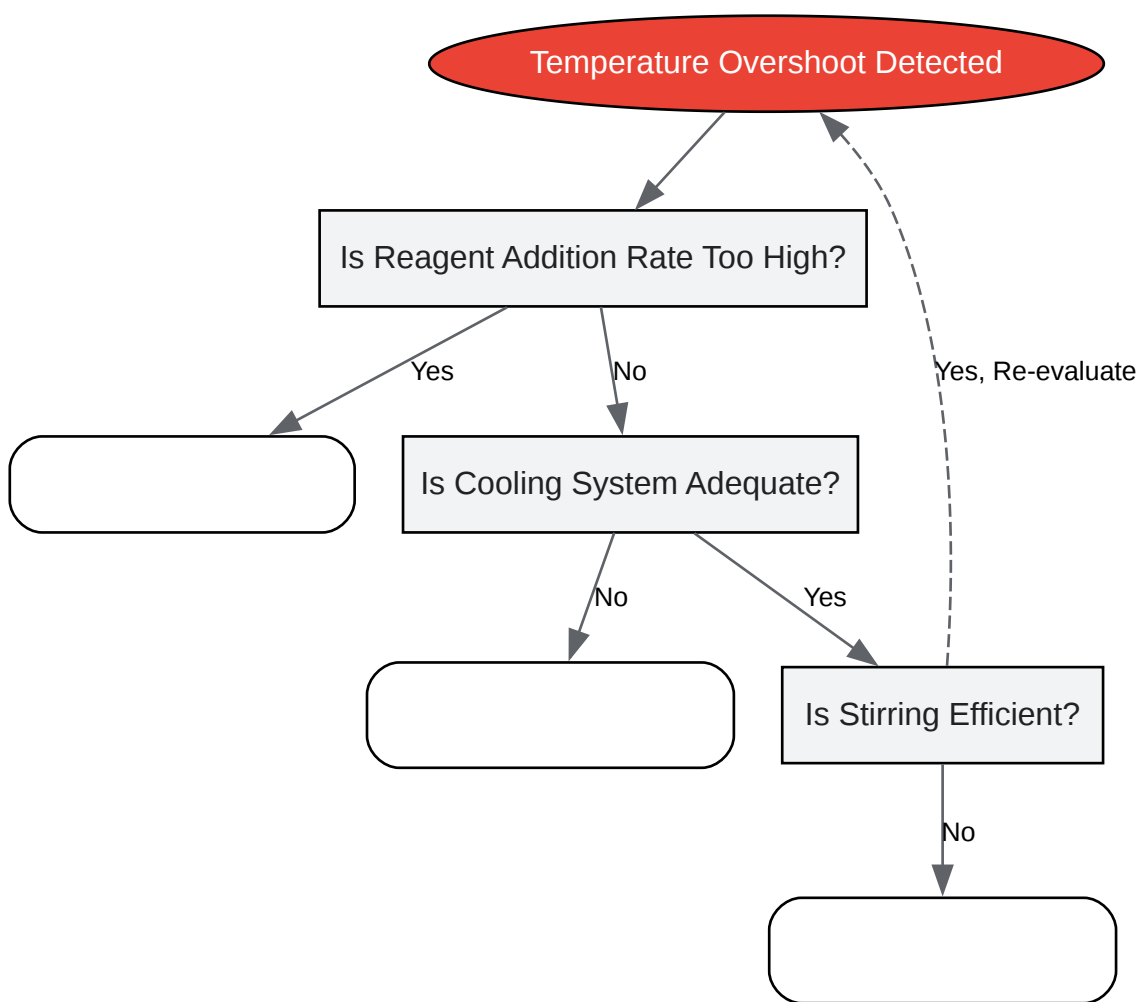 Temperature Overshoot Detected
Is Reagent Addition Rate Too High?
Yes
No
Yes, Re-evaluate
Is Cooling System Adequate?
No
Yes
Is Stirring Efficient?
No